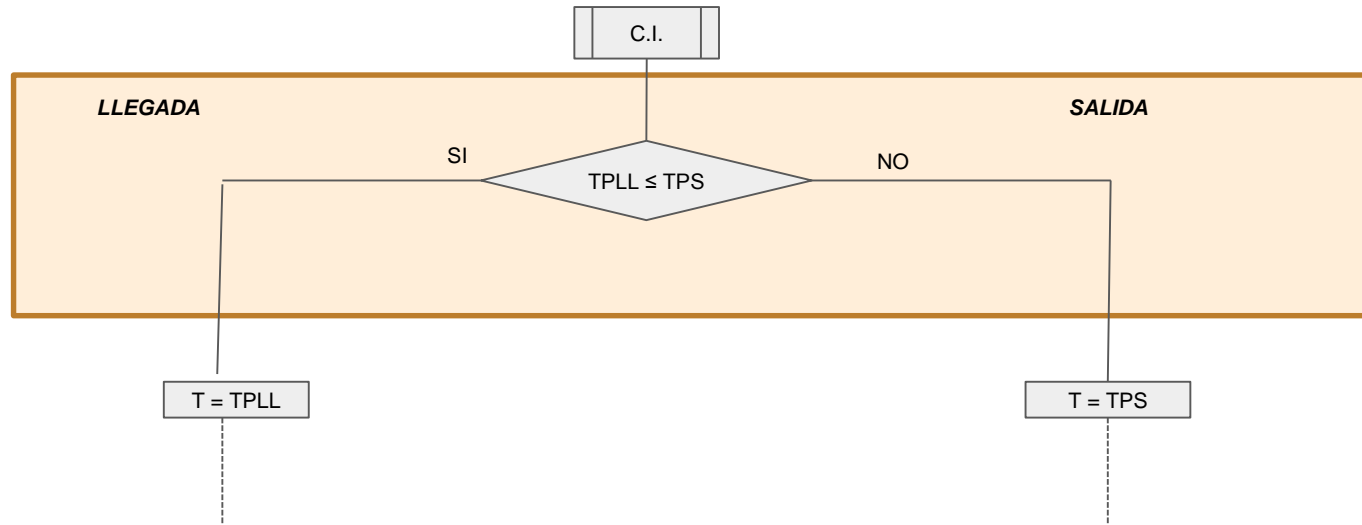 C.I.
LLEGADA
SALIDA
SI
NO
TPLL ≤ TPS
T = TPLL
T = TPS